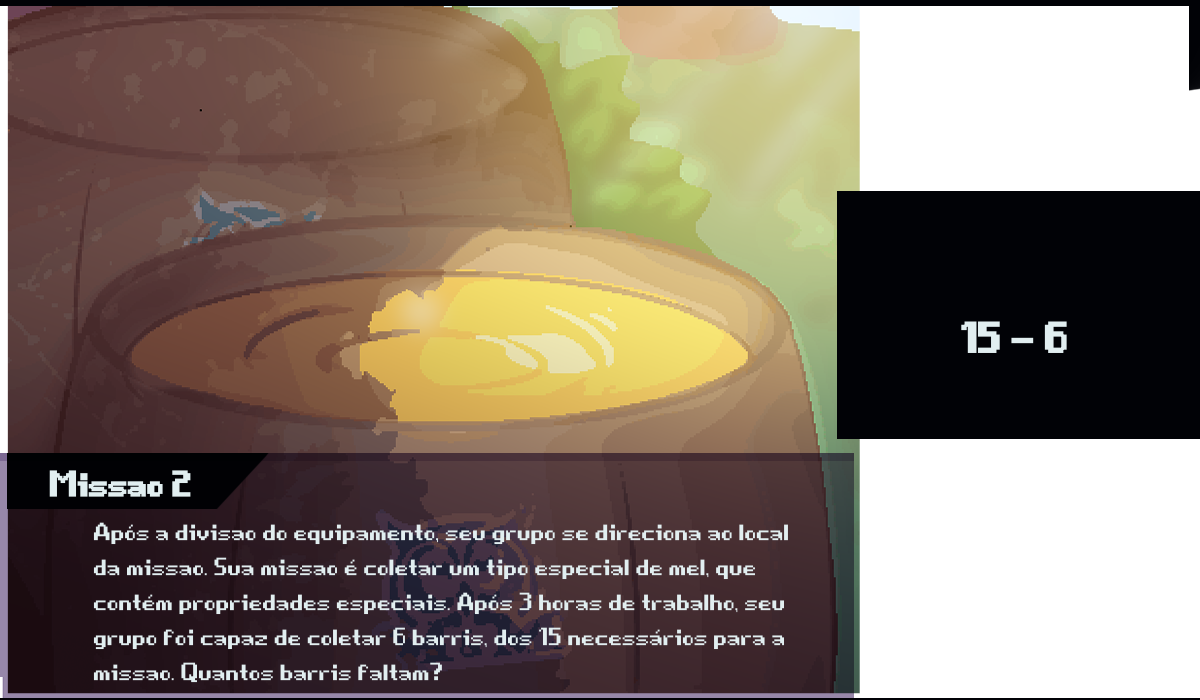 15 – 6
Missao 2
Após a divisao do equipamento, seu grupo se direciona ao local
da missao. Sua missao é coletar um tipo especial de mel, que
contém propriedades especiais. Após 3 horas de trabalho, seu
grupo foi capaz de coletar 6 barris, dos 15 necessários para a
missao. Quantos barris faltam?